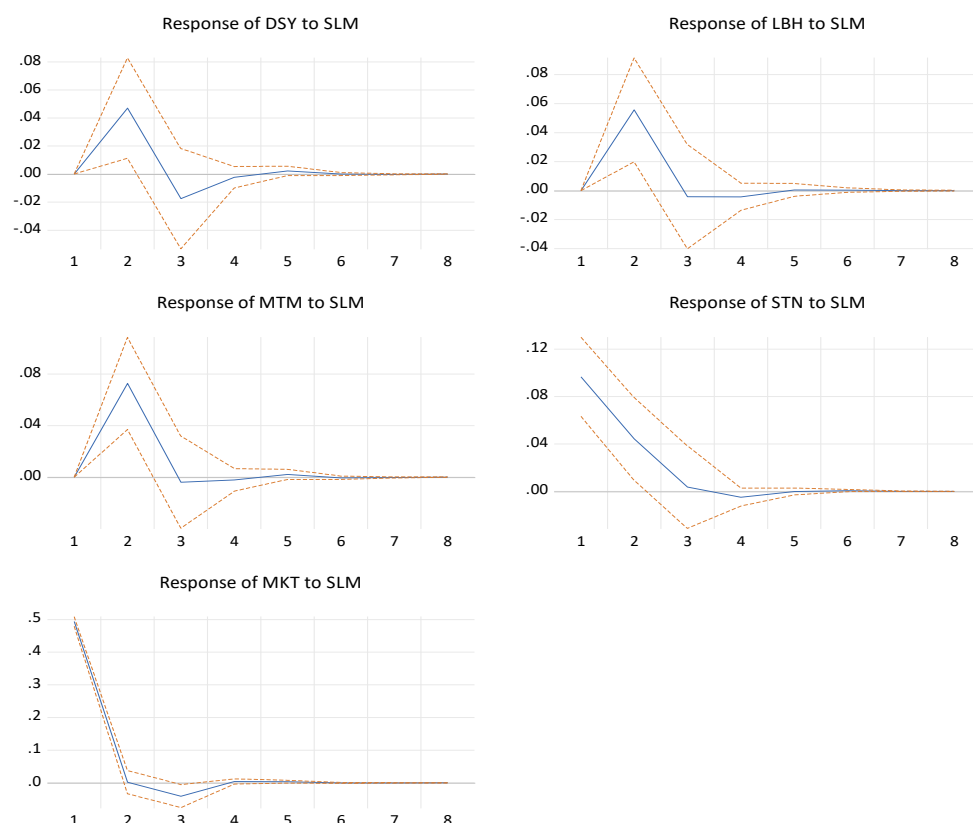 Response of DSY to SLM
.08
.06
.04
.02
.00
-.02
-.04
1 2 3 4 5 6 7 8
Response of LBH to SLM
.08
.06
.04
.02
.00
-.02
-.04
1 2 3 4 5 6 7 8
Response of MTM to SLM
.08
.04
.00
1 2 3 4 5 6 7 8
Response of STN to SLM
.12
.08
.04
.00
1 2 3 4 5 6 7 8
Response of MKT to SLM
.5
.4
.3
.2
.1
.0
1 2 3 4 5 6 7 8